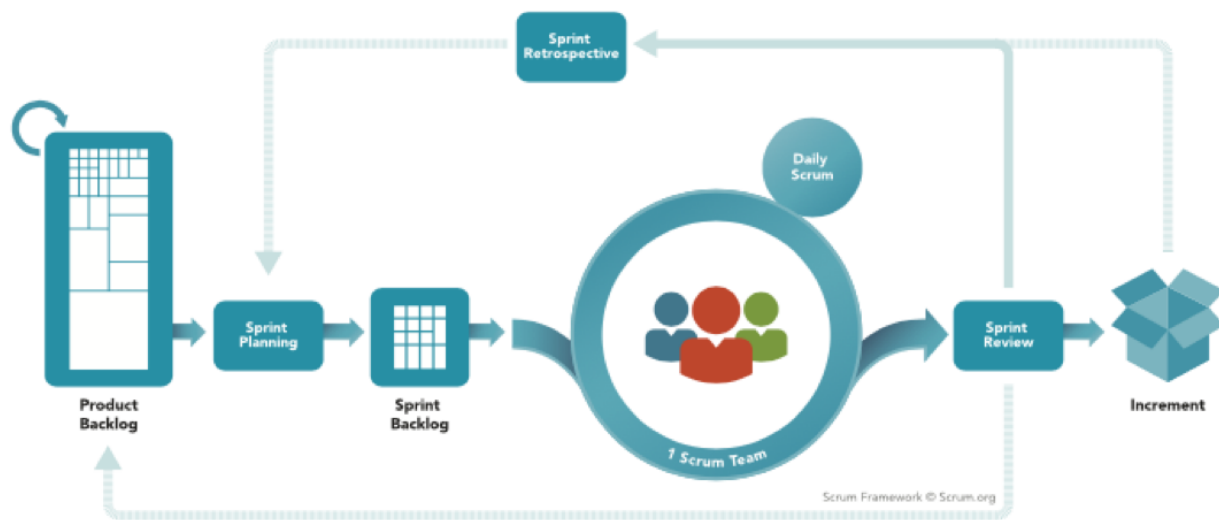 Sprint
Retrospective
Daily
Scrum
Sprint
Planning
Sprint
Review
Product
Backlog
Sprint
Backlog
Increment
1 Scrum Team
Scrum Framework © Scrum.org